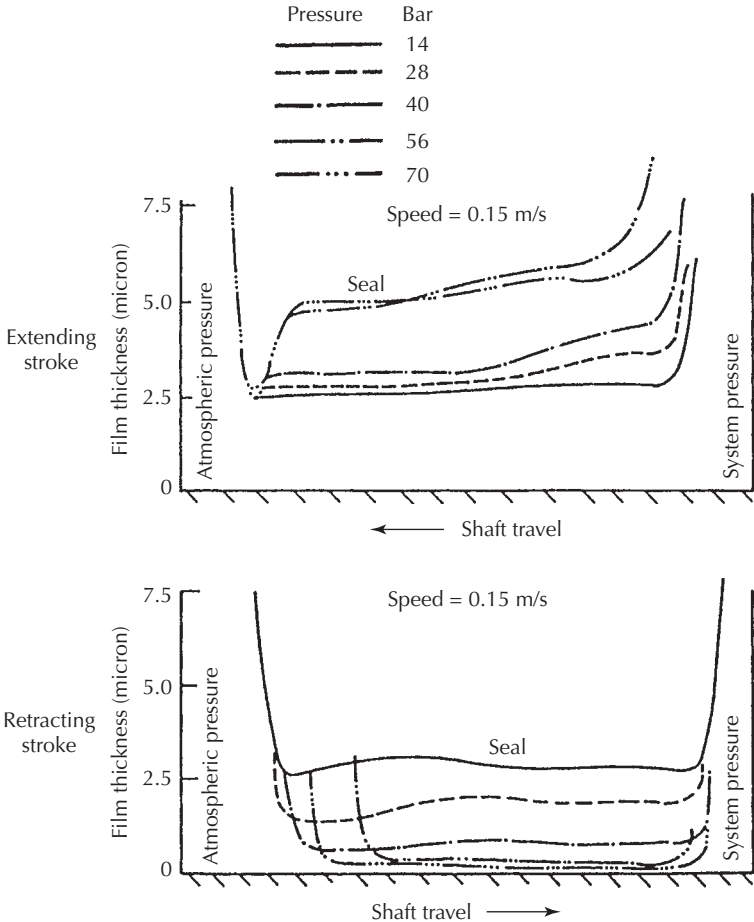 Pressure Bar
14
28
40
56
70
Speed = 0.15 m/s
7.5
5.0
2.5
0
Film thickness (micron)
Atmospheric pressure
Seal
System pressure
Extending
stroke
Shaft travel
Speed = 0.15 m/s
7.5
5.0
2.5
0
Film thickness (micron)
Atmospheric pressure
Seal
System pressure
Retracting
stroke
Shaft travel